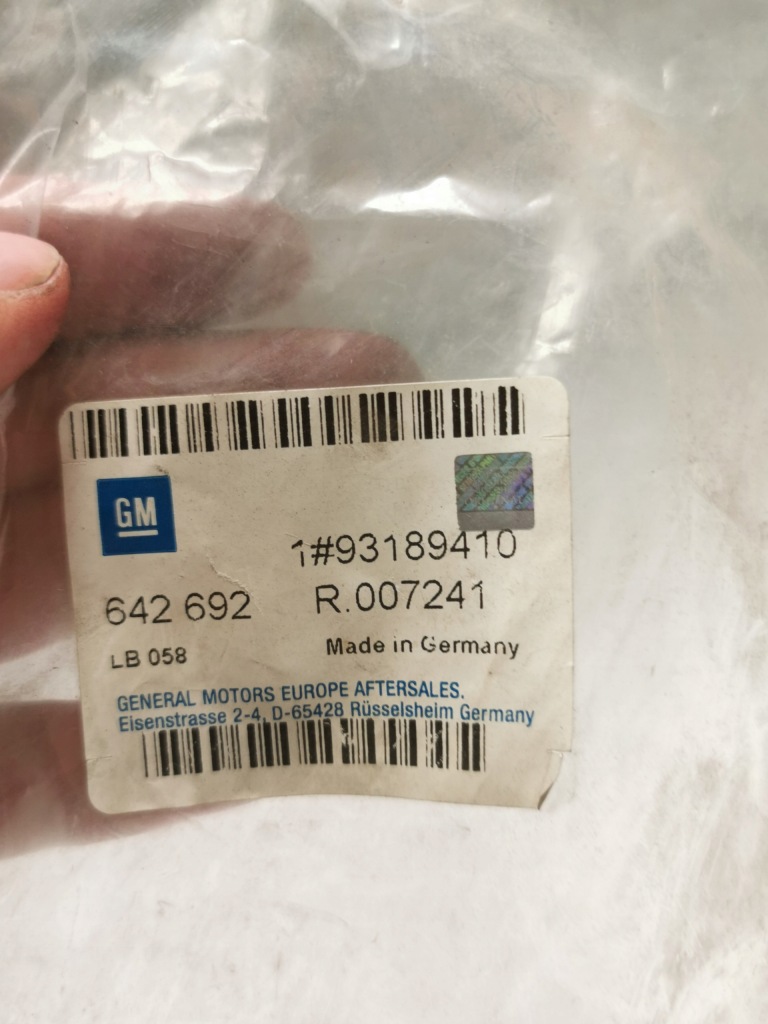 GM
1#93189410
642 692 R.007241
LB 058 Made in Germany
GENERAL MOTORS EUROPE AFTERSALES.
Eisenstrasse 2-4, D-65428 Rüsselsheim Germany